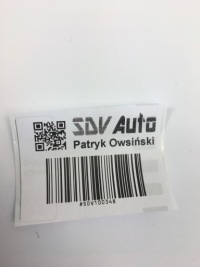 SDV Auto
Patryk Owsiński
#SDV100348